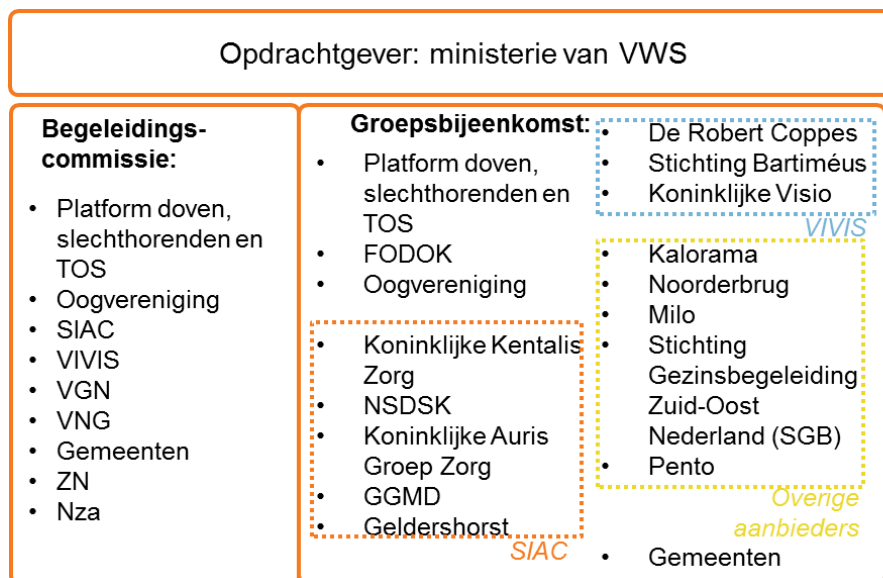 Opdrachtgever: ministerie van VWS
Begeleidings-
commissie:
• Platform doven,
slechthorenden en
TOS
• Oogvereniging
• SIAC
• VIVIS
• VGN
• VNG
• Gemeenten
• ZN
• Nza
Groepsbijeenkomst:
• Platform doven,
slechthorenden en
TOS
• FODOK
• Oogvereniging
• Koninklijke Kentalis
Zorg
• NSDSK
• Koninklijke Auris
Groep Zorg
• GGMD
• Geldershorst
SIAC
• De Robert Coppes
• Stichting Bartiméus
• Koninklijke Visio
VIVIS
• Kalorama
• Noorderbrug
• Milo
• Stichting
Gezinsbegeleiding
Zuid-Oost
Nederland (SGB)
• Pento
Overige
aanbieders
• Gemeenten